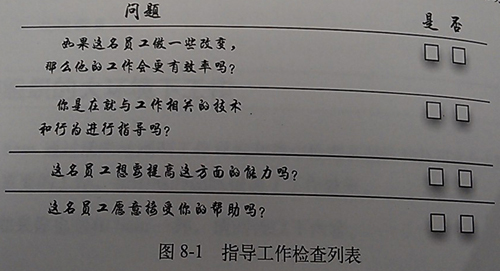 问题 是 否
如果这名员工做一些改变，
那么他的工作会更有效率吗？ □ □
你是在就与工作相关的技术
和行为进行指导吗？ □ □
这名员工想要提高这方面的能力吗？ □ □
这名员工愿意接受你的帮助吗？ □ □
图 8-1 指导工作检查列表